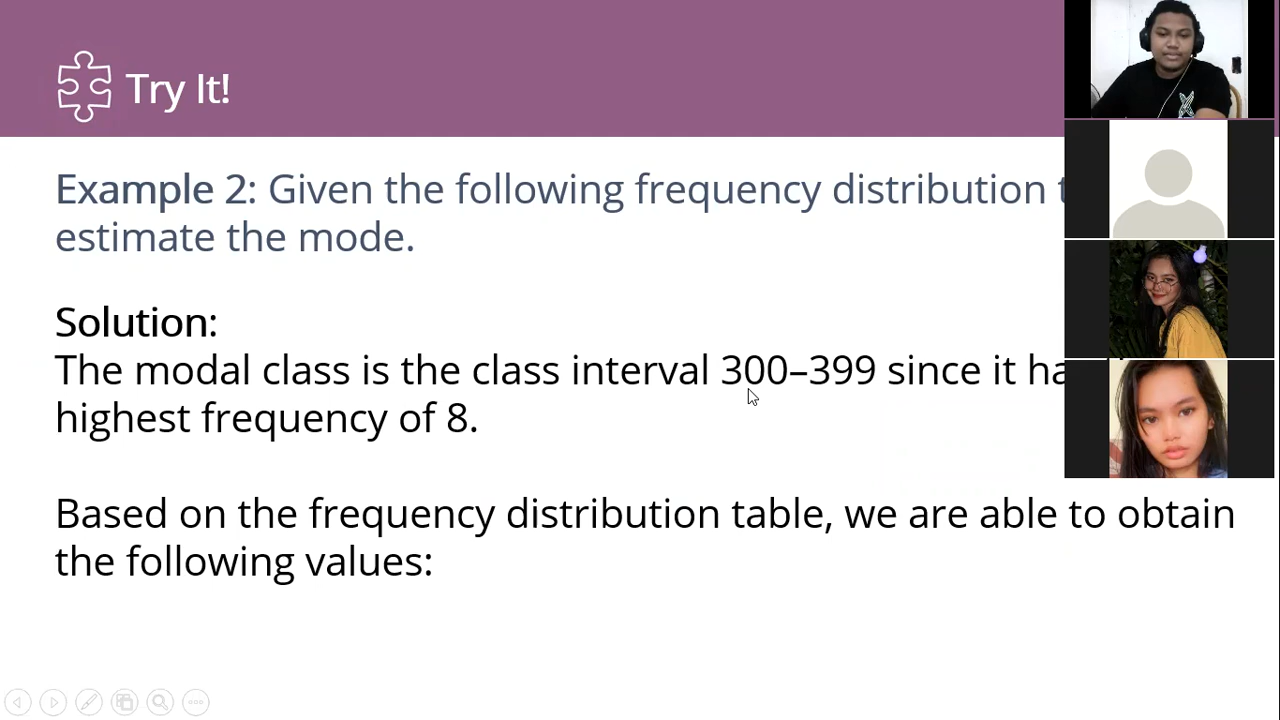 Try It!
Example 2: Given the following frequency distribution
estimate the mode.
Solution:
The modal class is the class interval 300–399 since it
highest frequency of 8.
Based on the frequency distribution table, we are able to obtain
the following values: